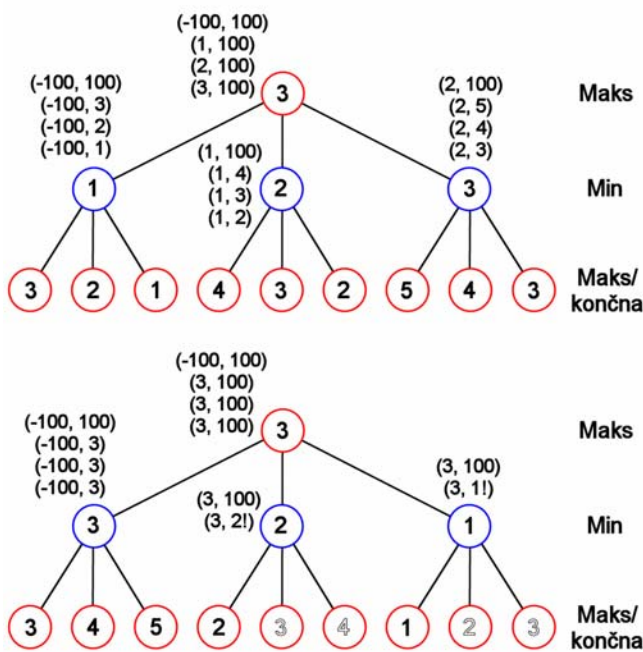 (-100, 100)
(1, 100)
(2, 100)
(3, 100)
3
Maks
(-100, 100)
(-100, 3)
(-100, 2)
(-100, 1)
(1, 100)
(1, 4)
(1, 3)
(1, 2)
(2, 100)
(2, 5)
(2, 4)
(2, 3)
1 2 3
Min
3 2 1 4 3 2 5 4 3
Maks/
končna
(-100, 100)
(3, 100)
(3, 100)
(3, 100)
3
Maks
(-100, 100)
(-100, 3)
(-100, 3)
(-100, 3)
(3, 100)
(3, 2!)
(3, 100)
(3, 1!)
3 2 1
Min
3 4 5 2 3 4 1 2 3
Maks/
končna